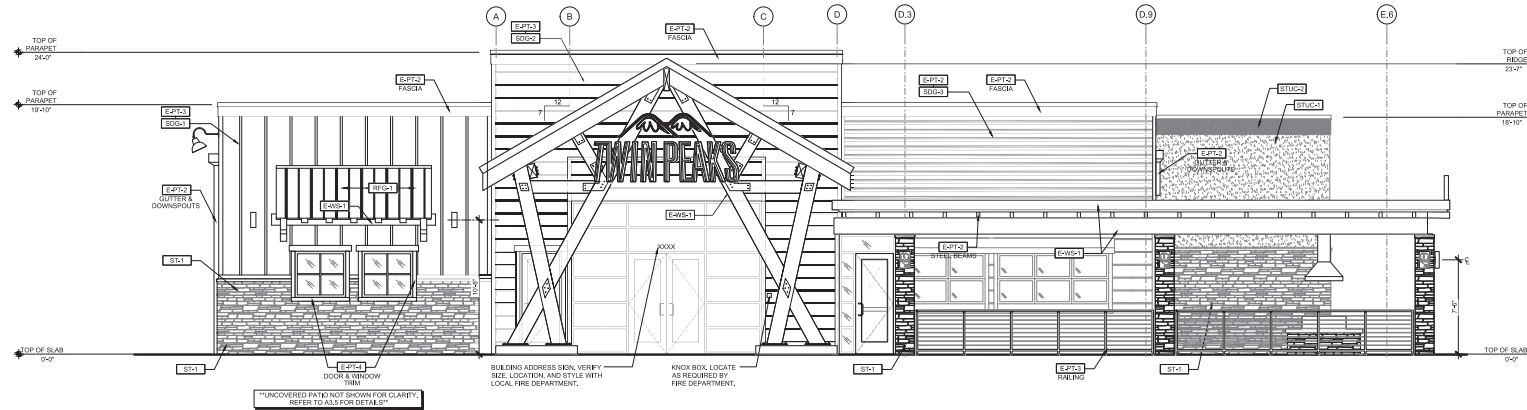 A
B
C
D
D.3
D.9
E.6
TOP OF
PARAPET
24'-0"
TOP OF
PARAPET
19'-10"
E-PT-3
SDG-2
E-PT-2
FASCIA
TOP OF
RIDGE
23'-7"
TOP OF
PARAPET
18'-10"
E-PT-2
FASCIA
E-PT-3
SDG-1
12
7
12
7
E-PT-2
SDG-3
E-PT-2
FASCIA
STUC-2
STUC-1
TWIN PEAKS
E-PT-2
GUTTER &
DOWNSPOUTS
RFG-1
E-WS-1
E-PT-2
GUTTER &
DOWNSPOUTS
E-WS-1
XXXX
E-PT-2
STEEL BEAMS
E-WS-1
ST-1
10'-8"
7'-6"
TOP OF SLAB
0'-0"
TOP OF SLAB
0'-0"
ST-1
E-PT-4
DOOR & WINDOW
TRIM
BUILDING ADDRESS SIGN. VERIFY
SIZE, LOCATION, AND STYLE WITH
LOCAL FIRE DEPARTMENT.
KNOX BOX. LOCATE
AS REQUIRED BY
FIRE DEPARTMENT.
ST-1
E-PT-3
RAILING
ST-1
**UNCOVERED PATIO NOT SHOWN FOR CLARITY.
REFER TO A3.5 FOR DETAILS**